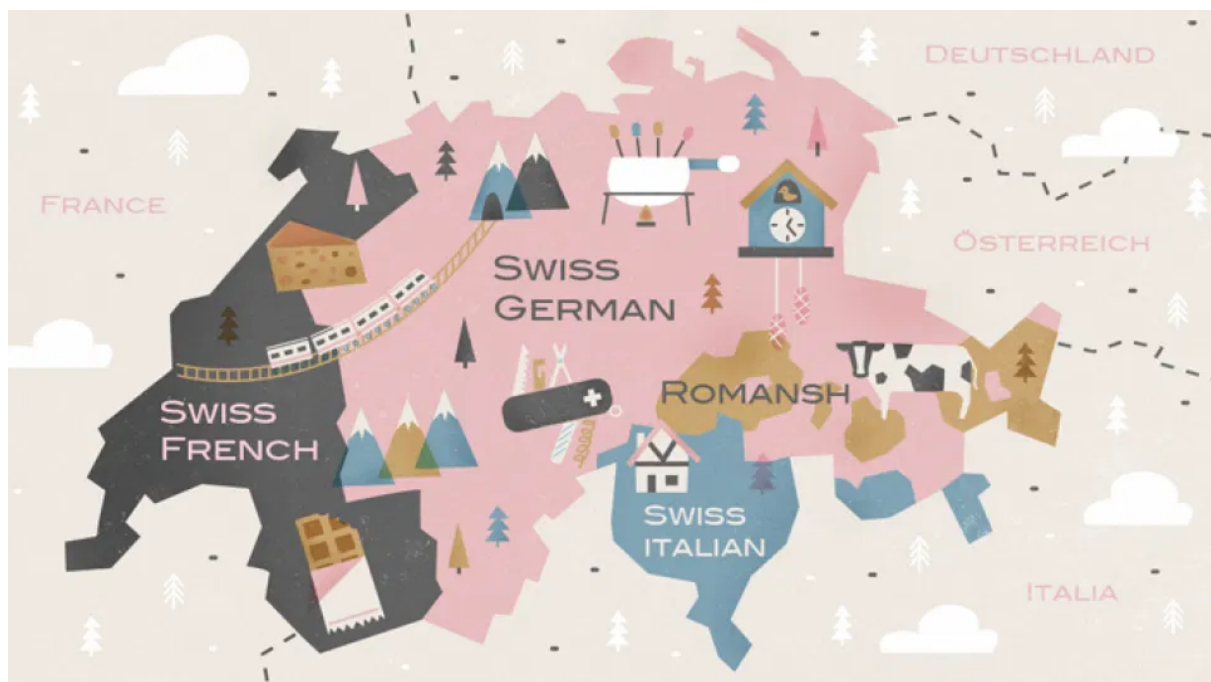 DEUTSCHLAND
FRANCE
ÖSTERREICH
SWISS
GERMAN
ROMANSH
SWISS
FRENCH
SWISS
ITALIAN
ITALIA